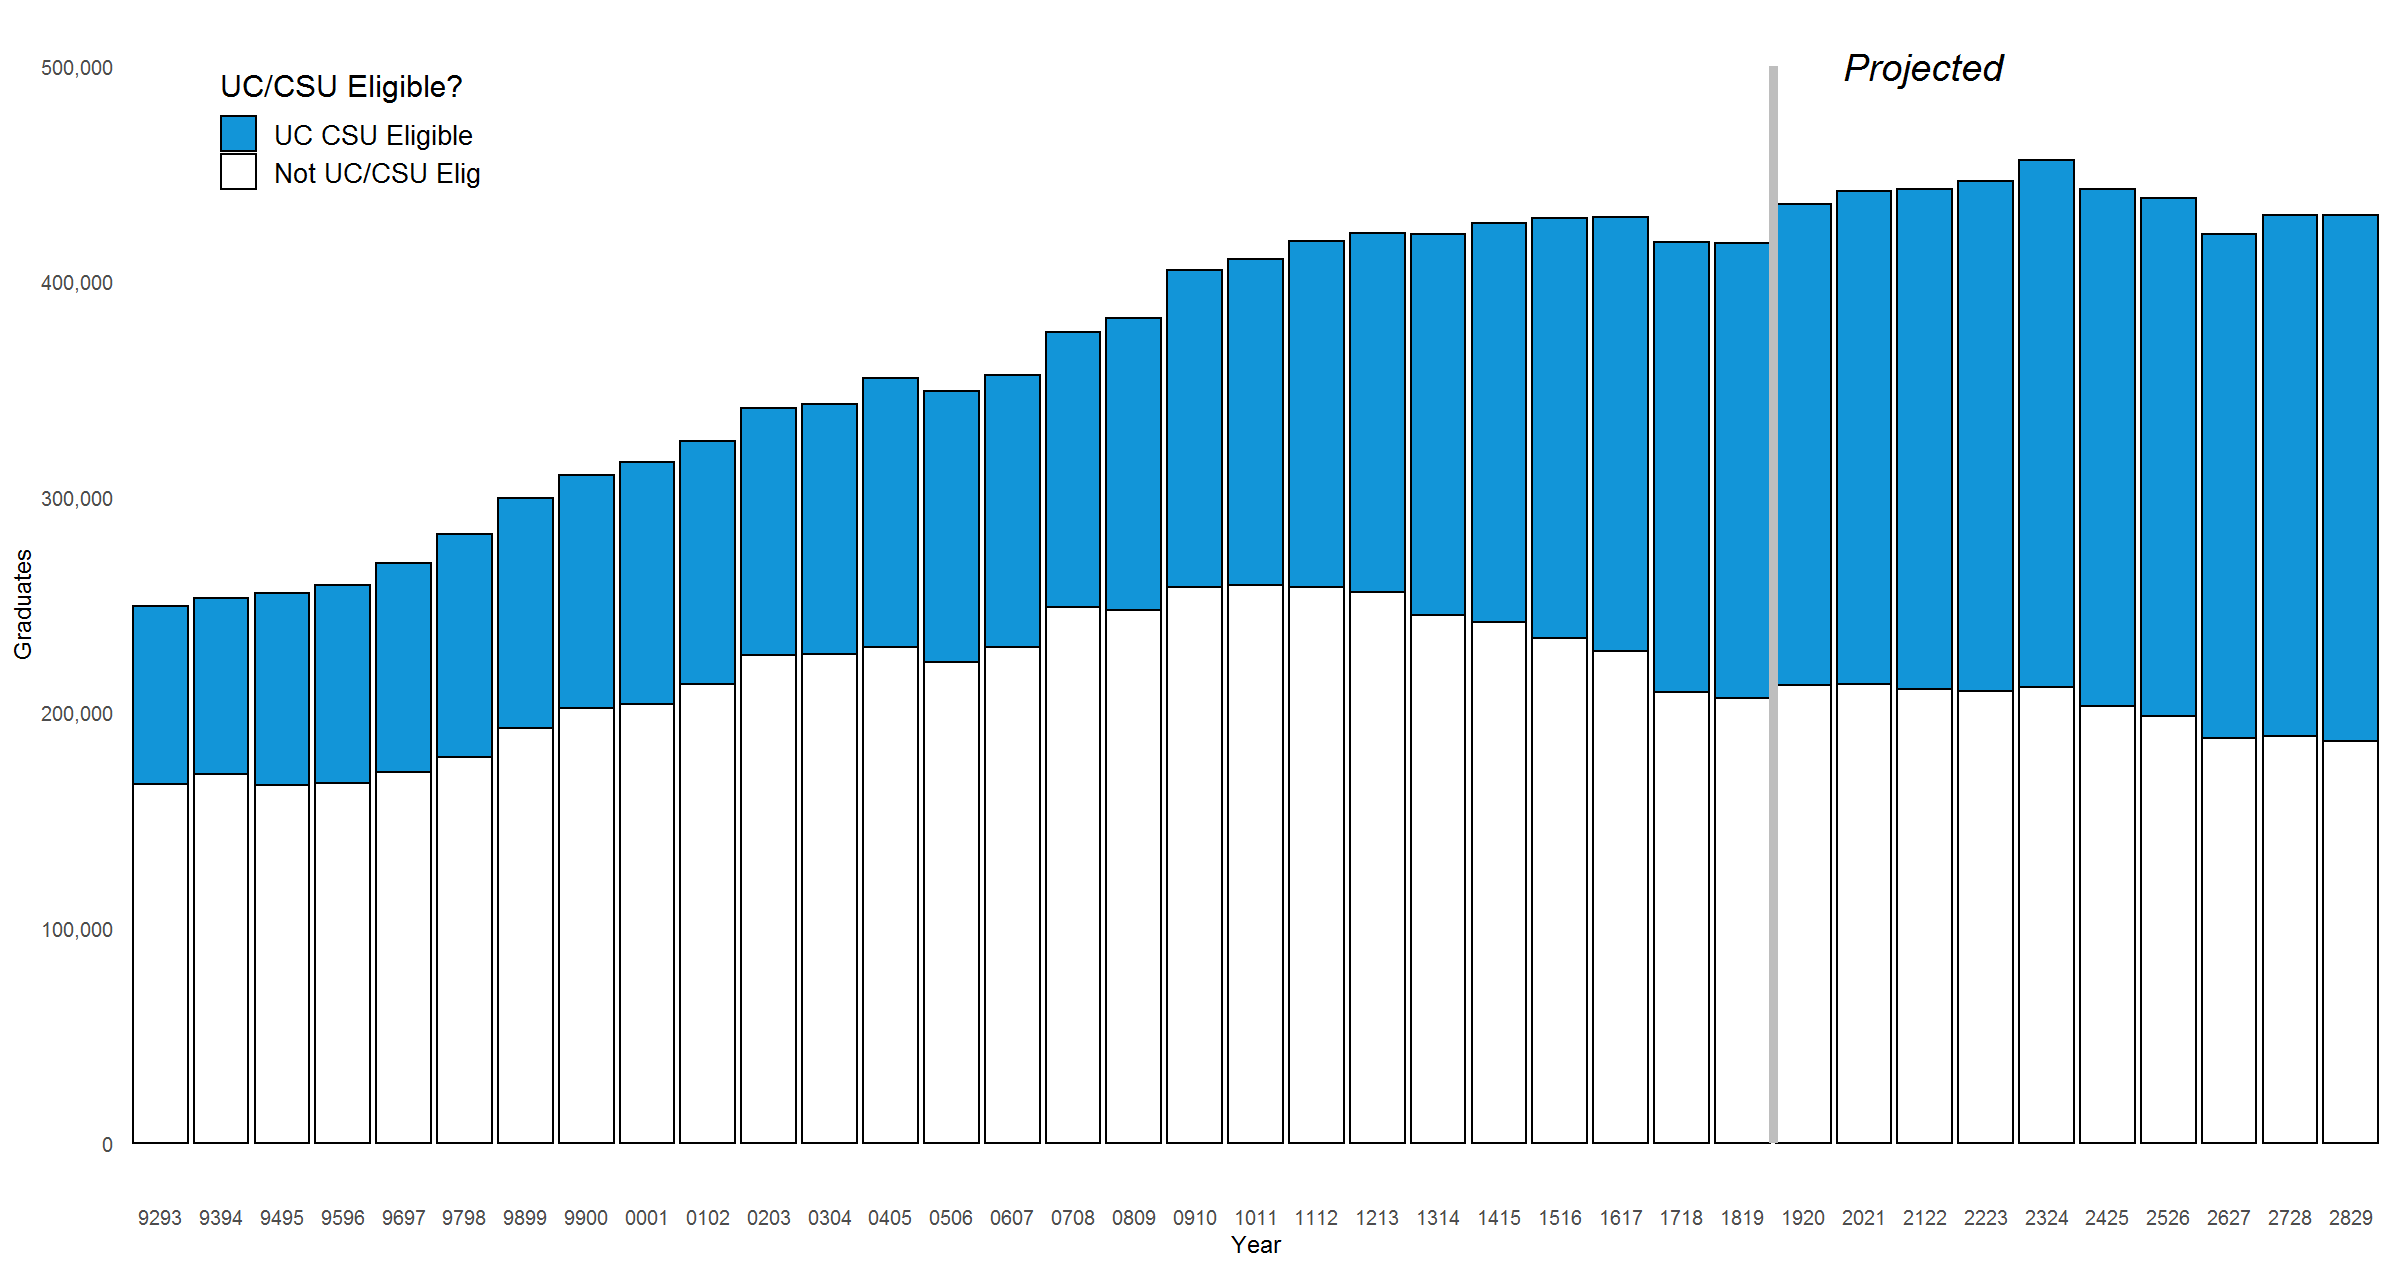 Projected
500,000
UC/CSU Eligible?
UC CSU Eligible
Not UC/CSU Elig
400,000
300,000
Graduates
200,000
100,000
0
9293 9394 9495 9596 9697 9798 9899 9900 0001 0102 0203 0304 0405 0506 0607 0708 0809 0910 1011 1112 1213 1314 1415 1516 1617 1718 1819 1920 2021 2122 2223 2324 2425 2526 2627 2728 2829
Year